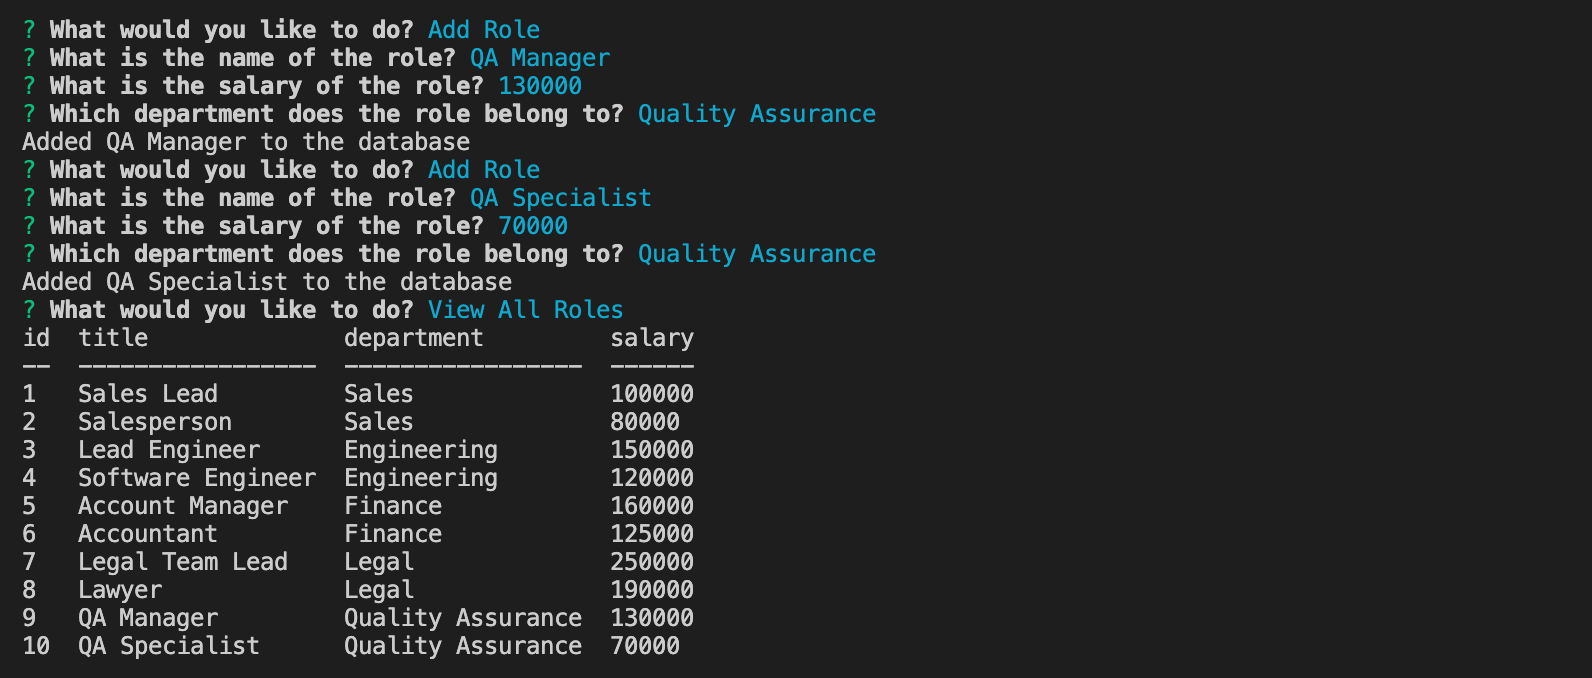 ? What would you like to do? Add Role
? What is the name of the role? QA Manager
? What is the salary of the role? 130000
? Which department does the role belong to? Quality Assurance
Added QA Manager to the database
? What would you like to do? Add Role
? What is the name of the role? QA Specialist
? What is the salary of the role? 70000
? Which department does the role belong to? Quality Assurance
Added QA Specialist to the database
? What would you like to do? View All Roles
id  title              department         salary
--  -----------------  -----------------  ------
1   Sales Lead         Sales              100000
2   Salesperson        Sales              80000
3   Lead Engineer      Engineering        150000
4   Software Engineer  Engineering        120000
5   Account Manager    Finance            160000
6   Accountant         Finance            125000
7   Legal Team Lead    Legal              250000
8   Lawyer             Legal              190000
9   QA Manager         Quality Assurance  130000
10  QA Specialist      Quality Assurance  70000